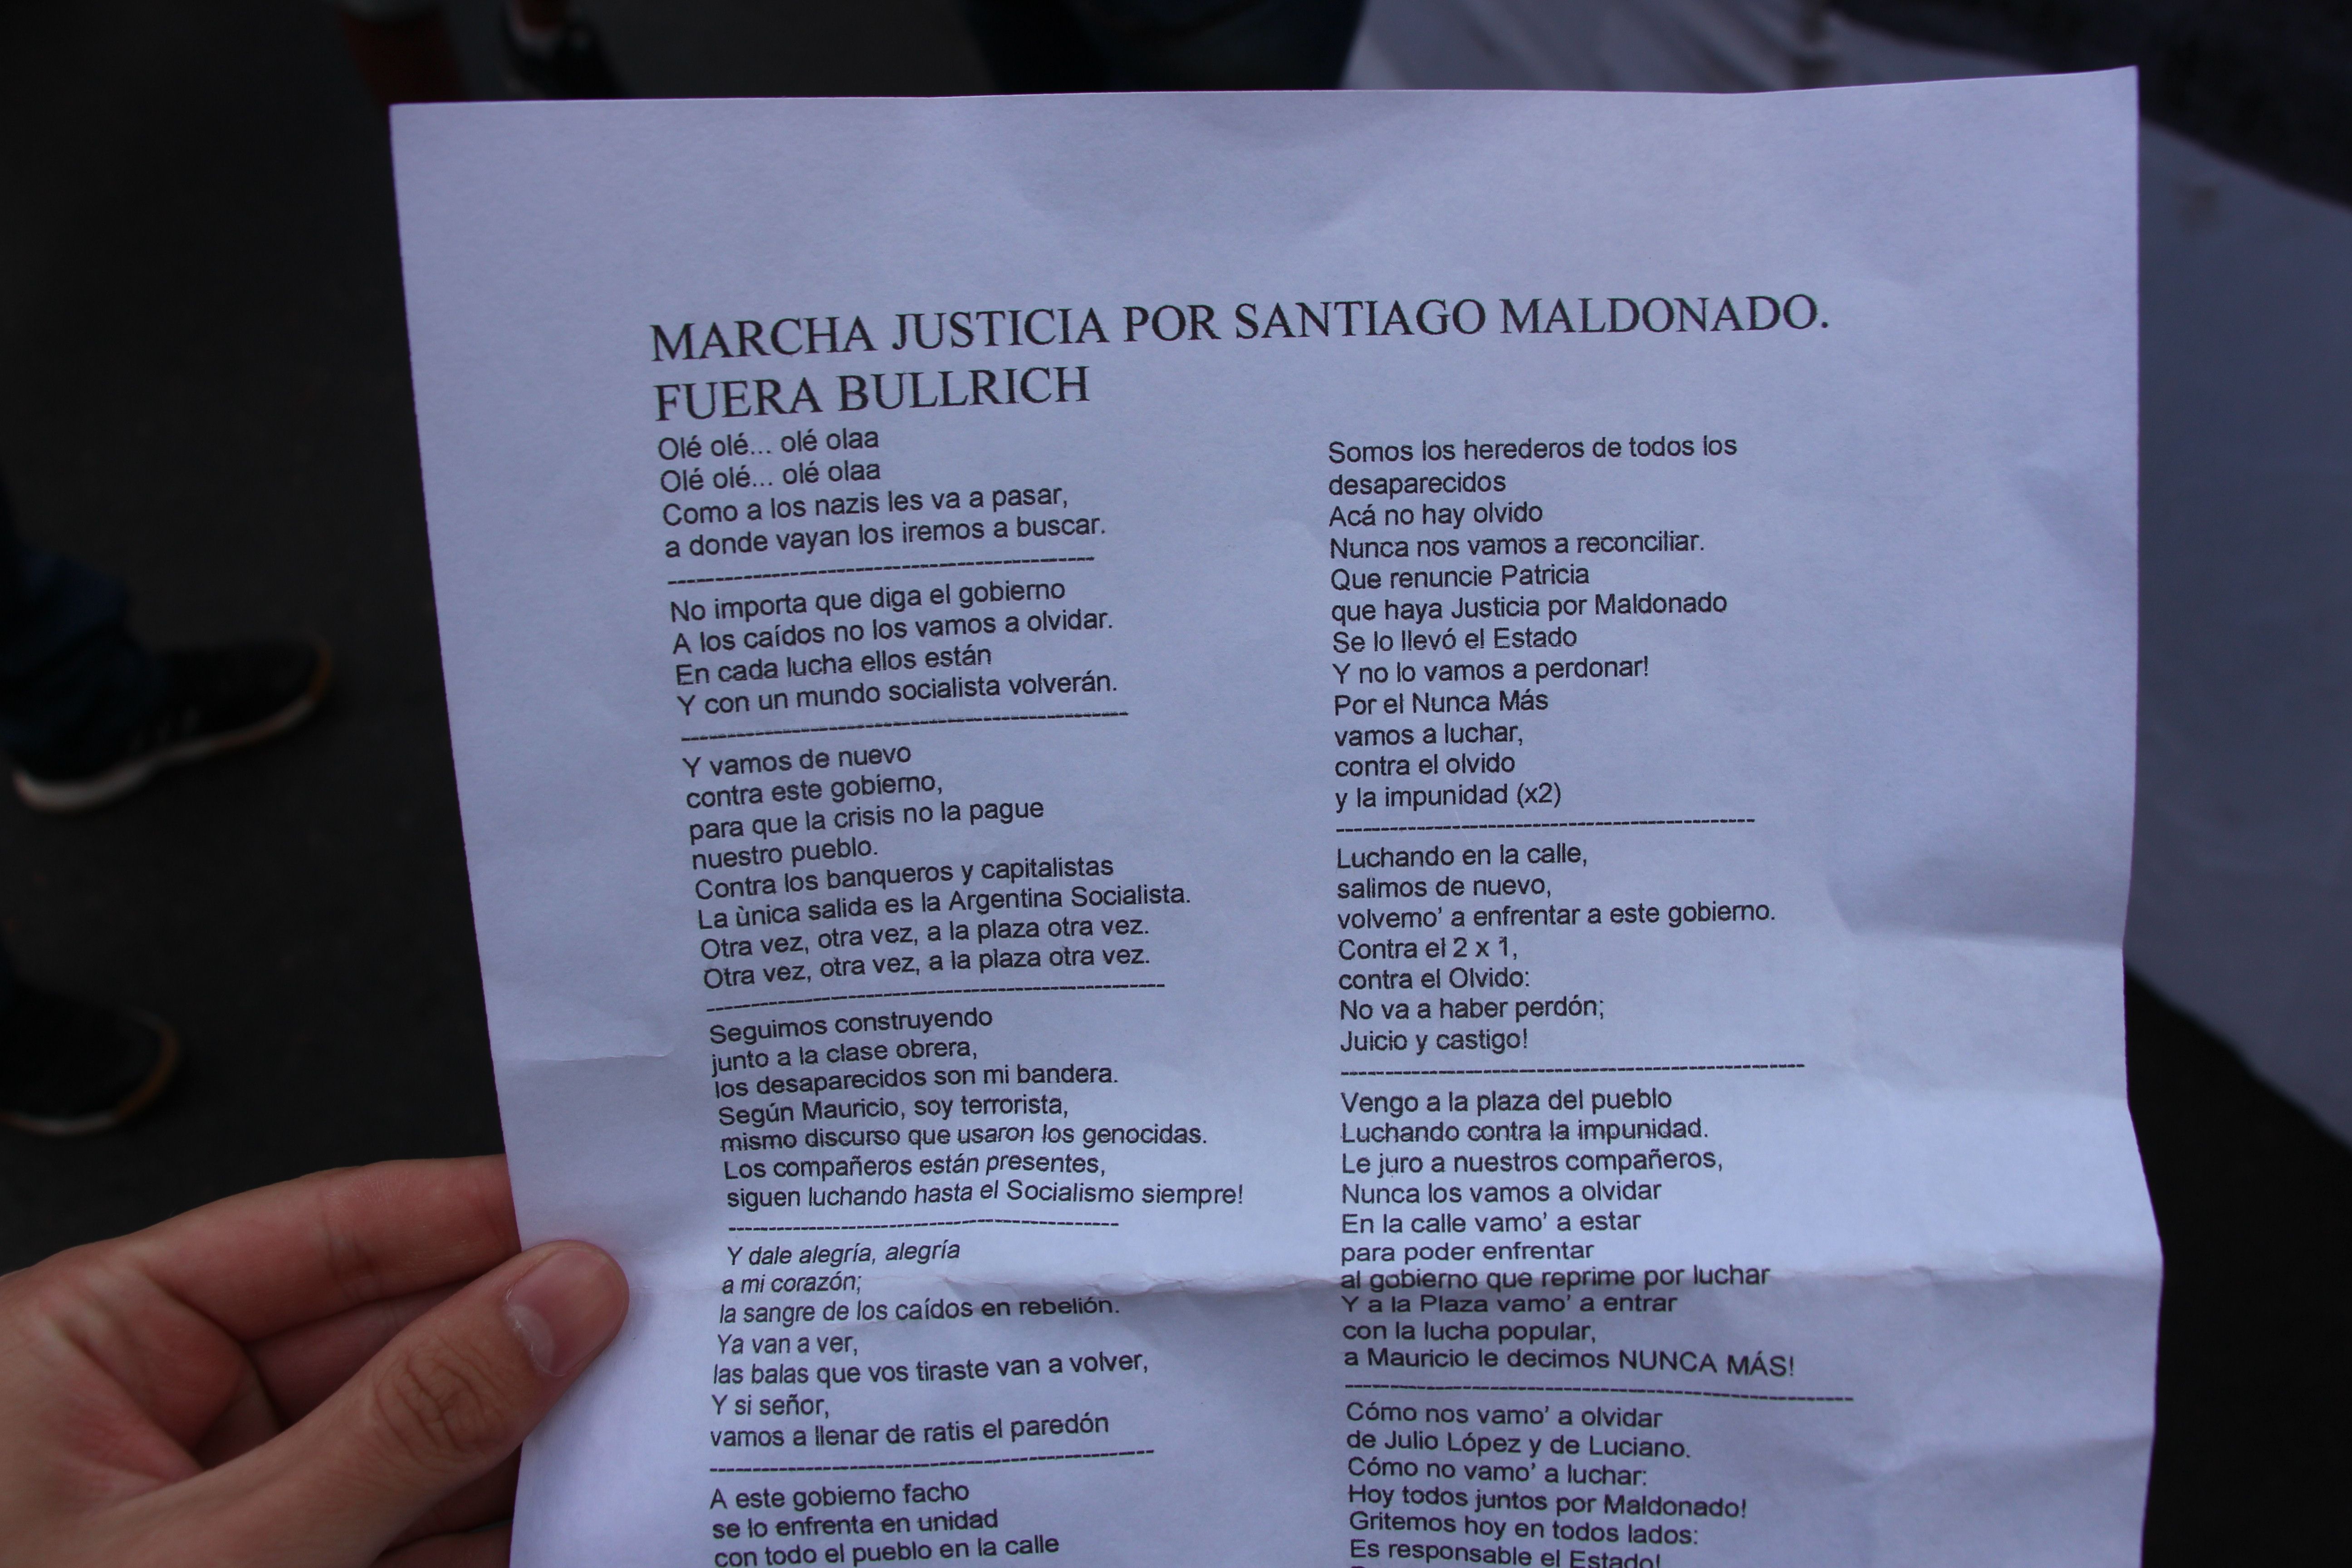 MARCHA JUSTICIA POR SANTIAGO MALDONADO.
FUERA BULLRICH
Olé olé... olé olaa
Olé olé... olé olaa
Como a los nazis les va a pasar,
a donde vayan los iremos a buscar.
---------------------------------------------
No importa que diga el gobierno
A los caídos no los vamos a olvidar.
En cada lucha ellos están
Y con un mundo socialista volverán.
---------------------------------------------
Y vamos de nuevo
contra este gobierno,
para que la crisis no la pague
nuestro pueblo.
Contra los banqueros y capitalistas
La ùnica salida es la Argentina Socialista.
Otra vez, otra vez, a la plaza otra vez.
Otra vez, otra vez, a la plaza otra vez.
---------------------------------------------
Seguimos construyendo
junto a la clase obrera,
los desaparecidos son mi bandera.
Según Mauricio, soy terrorista,
mismo discurso que usaron los genocidas.
Los compañeros están presentes,
siguen luchando hasta el Socialismo siempre!
---------------------------------------------
Y dale alegría, alegría
a mi corazón;
la sangre de los caídos en rebelión.
Ya van a ver,
las balas que vos tiraste van a volver,
Y si señor,
vamos a llenar de ratis el paredón
---------------------------------------------
A este gobierno facho
se lo enfrenta en unidad
con todo el pueblo en la calle
Somos los herederos de todos los
desaparecidos
Acá no hay olvido
Nunca nos vamos a reconciliar.
Que renuncie Patricia
que haya Justicia por Maldonado
Se lo llevó el Estado
Y no lo vamos a perdonar!
Por el Nunca Más
vamos a luchar,
contra el olvido
y la impunidad (x2)
---------------------------------------------
Luchando en la calle,
salimos de nuevo,
volvemo' a enfrentar a este gobierno.
Contra el 2 x 1,
contra el Olvido:
No va a haber perdón;
Juicio y castigo!
---------------------------------------------
Vengo a la plaza del pueblo
Luchando contra la impunidad.
Le juro a nuestros compañeros,
Nunca los vamos a olvidar
En la calle vamo' a estar
para poder enfrentar
al gobierno que reprime por luchar
Y a la Plaza vamo' a entrar
con la lucha popular,
a Mauricio le decimos NUNCA MÁS!
---------------------------------------------
Cómo nos vamo' a olvidar
de Julio López y de Luciano.
Cómo no vamo' a luchar:
Hoy todos juntos por Maldonado!
Gritemos hoy en todos lados:
Es responsable el Estado!